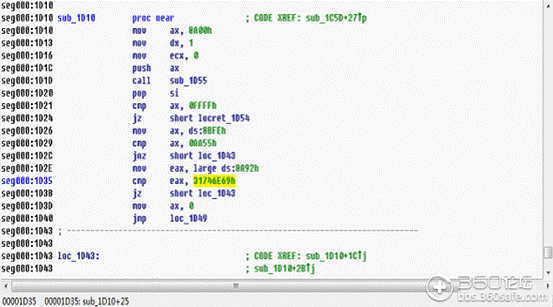 seg000:1D10
seg000:1D10 sub_1D10 proc near ; CODE XREF: sub_1C5D+27↑p
seg000:1D10 mov ax, 8A00h
seg000:1D13 mov dx, 1
seg000:1D16 mov ecx, 0
seg000:1D1C push ax
seg000:1D1D call sub_1D55
seg000:1D20 pop si
seg000:1D21 cmp ax, 0FFFFh
seg000:1D24 jz short locret_1D54
seg000:1D26 mov ax, ds:8BFEh
seg000:1D29 cmp ax, 0AA55h
seg000:1D2C jnz short loc_1D43
seg000:1D2E mov eax, large ds:8A92h
seg000:1D35 cmp eax, 31746E69h
seg000:1D3B jz short loc_1D43
seg000:1D3D mov ax, 0
seg000:1D40 jmp loc_1D49
seg000:1D43 ; ---------------------------------------------------------------------------
seg000:1D43
seg000:1D43 loc_1D43: ; CODE XREF: sub_1D10+1C↑j
seg000:1D43 ; sub_1D10+2B↑j
00001D35 00001D35: sub_1D10+25
360论坛
bbs.360safe.com